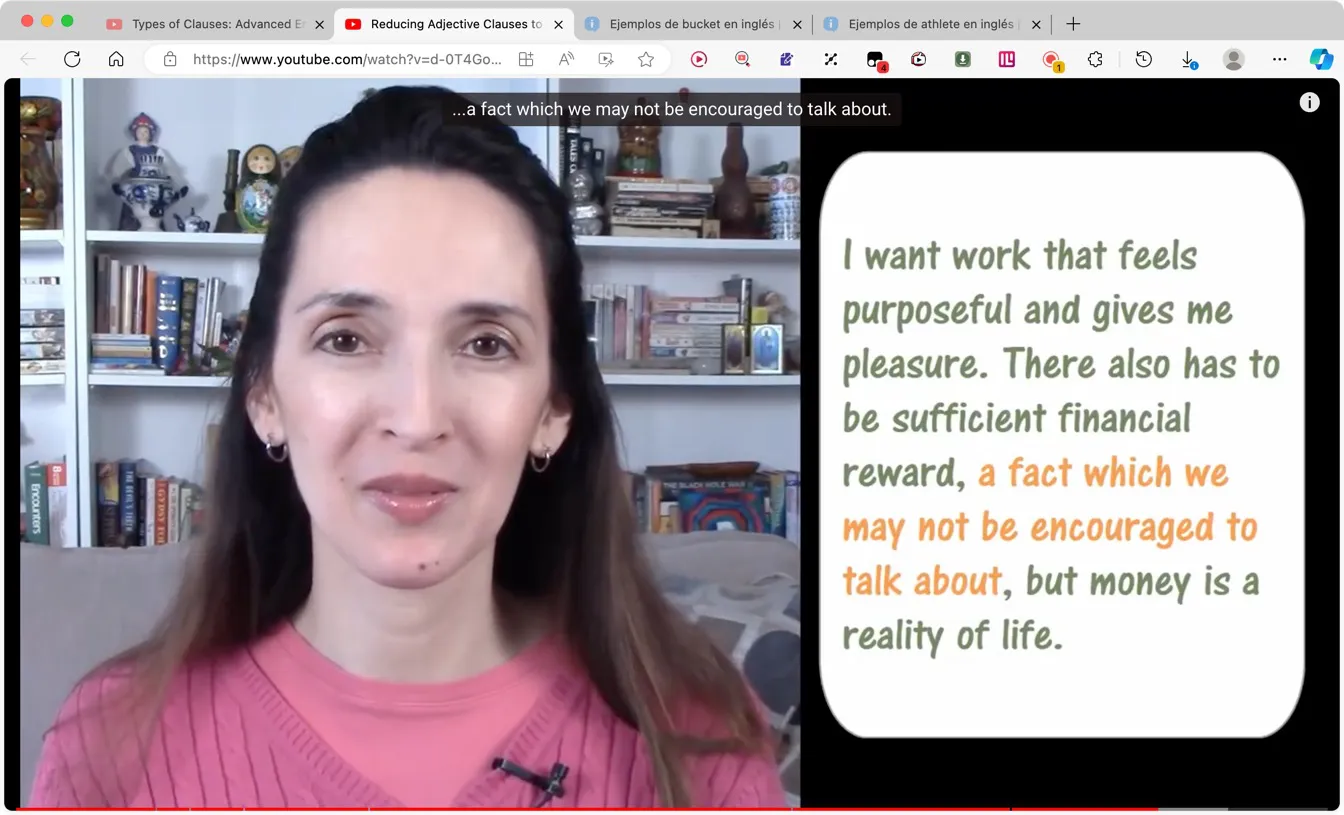 Types of Clauses: Advanced E
Reducing Adjective Clauses to
Ejemplos de bucket en inglés
Ejemplos de athlete en inglés
https://www.youtube.com/watch?v=d-0T4Go...
4
1
...a fact which we may not be encouraged to talk about.
I want work that feels
purposeful and gives me
pleasure. There also has to
be sufficient financial
reward, a fact which we
may not be encouraged to
talk about, but money is a
reality of life.
Encounters
THE BLACK HOLE WAR